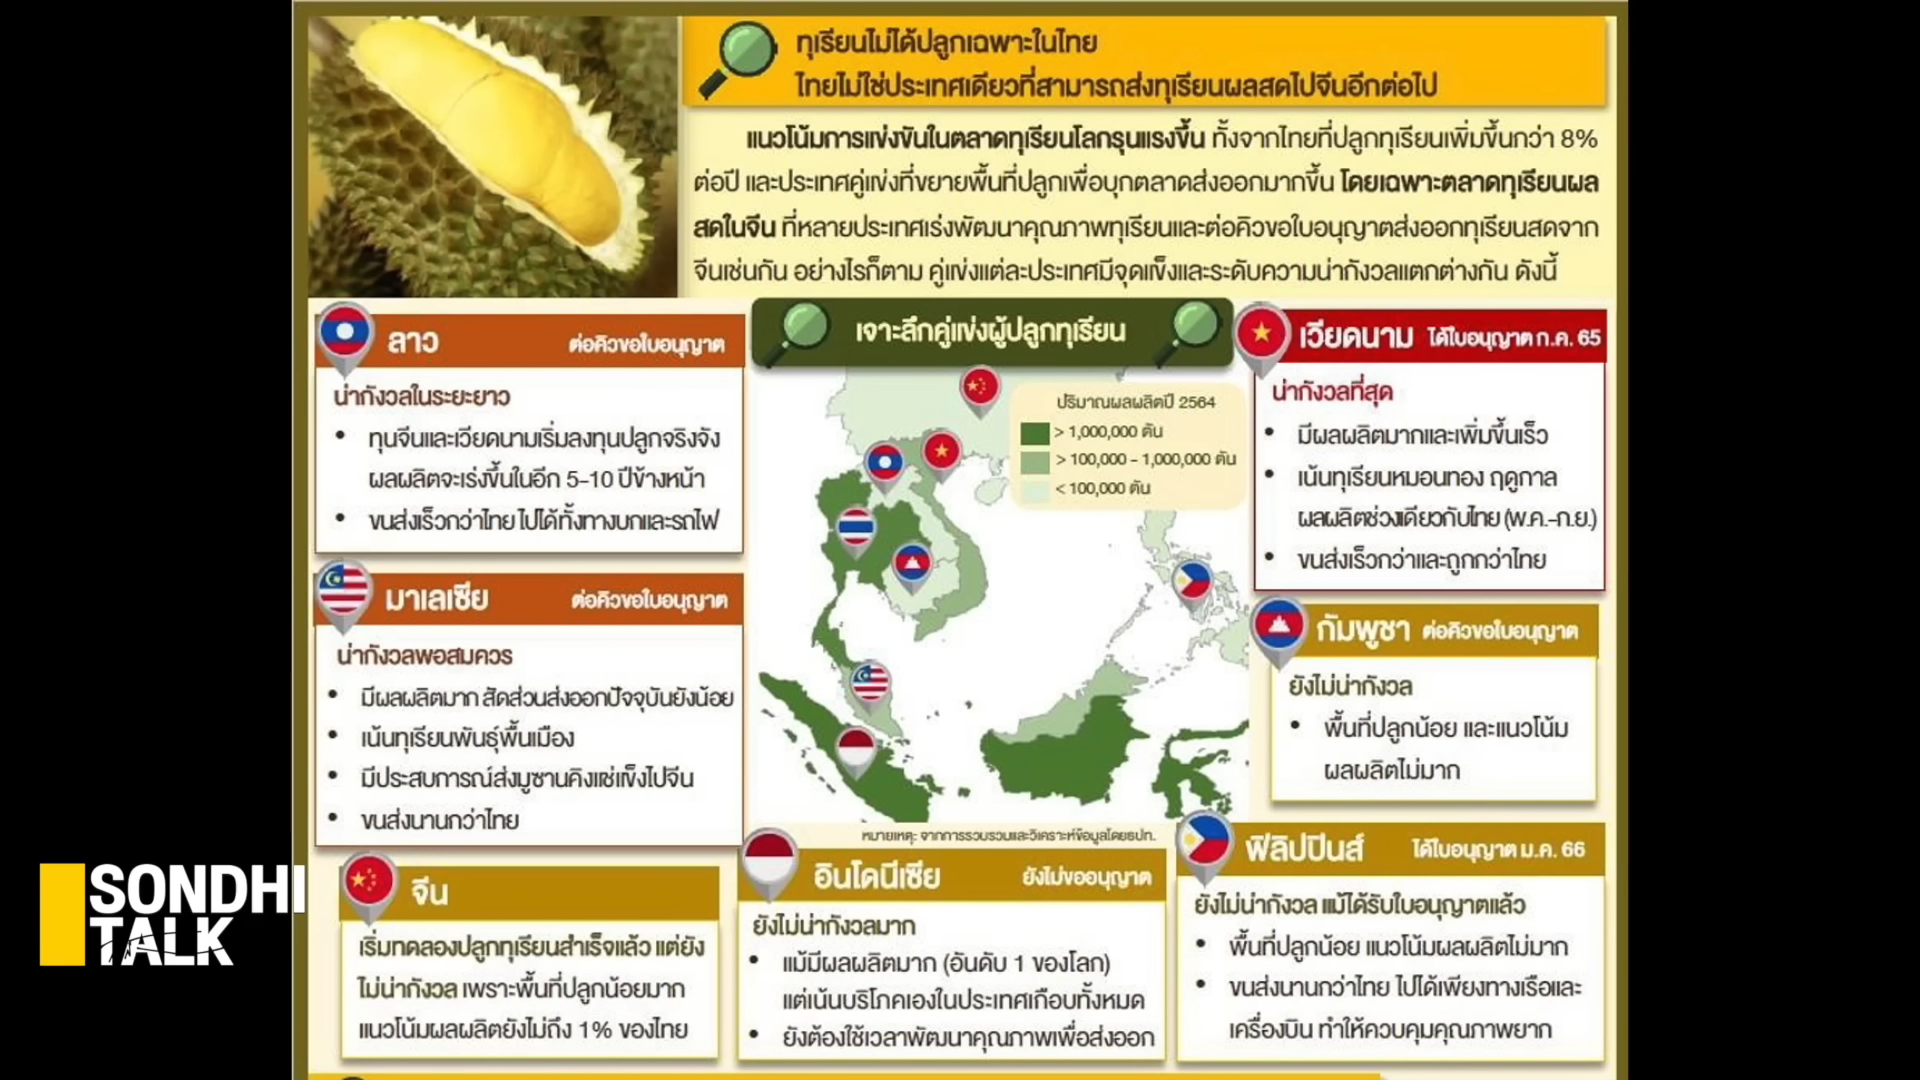 ทุเรียนไม่ได้ปลูกเฉพาะในไทย
ไทยไม่ใช่ประเทศเดียวที่สามารถส่งทุเรียนผลสดไปจีนอีกต่อไป
แนวโน้มการแข่งขันในตลาดทุเรียนโลกรุนแรงขึ้น ทั้งจากไทยที่ปลูกทุเรียนเพิ่มขึ้นกว่า 8%
ต่อปี และประเทศคู่แข่งที่ขยายพื้นที่ปลูกเพื่อบุกตลาดส่งออกมากขึ้น โดยเฉพาะตลาดทุเรียนผล
สดในจีน ที่หลายประเทศเร่งพัฒนาคุณภาพทุเรียนและต่อคิวขอใบอนุญาตส่งออกทุเรียนสดจาก
จีนเช่นกัน อย่างไรก็ตาม คู่แข่งแต่ละประเทศมีจุดแข็งและระดับความน่ากังวลแตกต่างกัน ดังนี้
ลาว ต่อคิวขอใบอนุญาต
น่ากังวลในระยะยาว
• ทุนจีนและเวียดนามเริ่มลงทุนปลูกจริงจัง
ผลผลิตจะเร่งขึ้นในอีก 5-10 ปีข้างหน้า
• ขนส่งเร็วกว่าไทย ไปได้ทั้งทางบกและรถไฟ
เจาะลึกคู่แข่งผู้ปลูกทุเรียน
ปริมาณผลผลิตปี 2564
> 1,000,000 ตัน
> 100,000 - 1,000,000 ตัน
< 100,000 ตัน
เวียดนาม ได้ใบอนุญาต ก.ค. 65
น่ากังวลที่สุด
• มีผลผลิตมากและเพิ่มขึ้นเร็ว
• เน้นทุเรียนหมอนทอง ฤดูกาล
ผลผลิตช่วงเดียวกับไทย (พ.ค.-ก.ย.)
• ขนส่งเร็วกว่าและถูกกว่าไทย
มาเลเซีย ต่อคิวขอใบอนุญาต
น่ากังวลพอสมควร
• มีผลผลิตมาก สัดส่วนส่งออกปัจจุบันยังน้อย
• เน้นทุเรียนพันธุ์พื้นเมือง
• มีประสบการณ์ส่งมูซานคิงแช่แข็งไปจีน
• ขนส่งนานกว่าไทย
กัมพูชา ต่อคิวขอใบอนุญาต
ยังไม่น่ากังวล
• พื้นที่ปลูกน้อย และแนวโน้ม
ผลผลิตไม่มาก
หมายเหตุ: จากการรวบรวมและวิเคราะห์ข้อมูลโดยธปท.
จีน
เริ่มทดลองปลูกทุเรียนสำเร็จแล้ว แต่ยัง
ไม่น่ากังวล เพราะพื้นที่ปลูกน้อยมาก
แนวโน้มผลผลิตยังไม่ถึง 1% ของไทย
อินโดนีเซีย ยังไม่ขออนุญาต
ยังไม่น่ากังวลมาก
• แม้มีผลผลิตมาก (อันดับ 1 ของโลก)
แต่เน้นบริโภคเองในประเทศเกือบทั้งหมด
• ยังต้องใช้เวลาพัฒนาคุณภาพเพื่อส่งออก
ฟิลิปปินส์ ได้ใบอนุญาต ม.ค. 66
ยังไม่น่ากังวล แม้ได้รับใบอนุญาตแล้ว
• พื้นที่ปลูกน้อย แนวโน้มผลผลิตไม่มาก
• ขนส่งนานกว่าไทย ไปได้เพียงทางเรือและ
เครื่องบิน ทำให้ควบคุมคุณภาพยาก
SONDHI
TALK